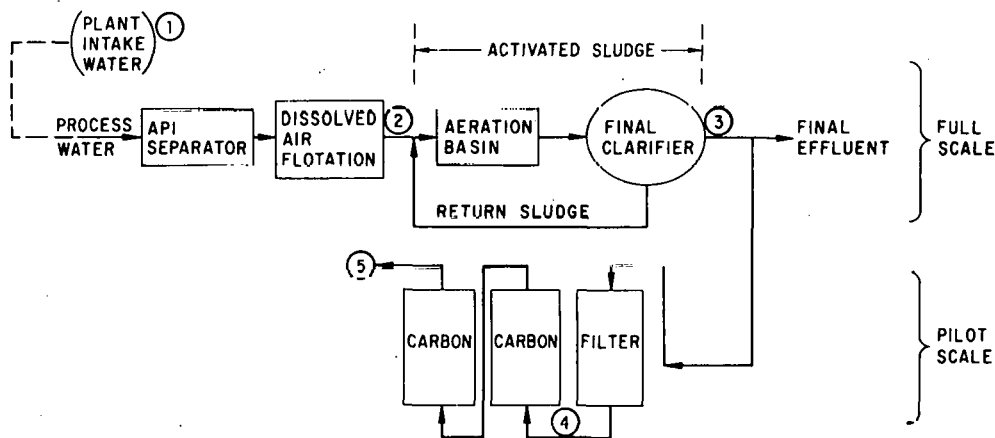 (PLANT
INTAKE
WATER)
1
ACTIVATED SLUDGE
PROCESS
WATER
API
SEPARATOR
DISSOLVED
AIR
FLOTATION
2
AERATION
BASIN
FINAL
CLARIFIER
3
FINAL
EFFLUENT
FULL
SCALE
RETURN SLUDGE
5
CARBON
CARBON
FILTER
4
PILOT
SCALE